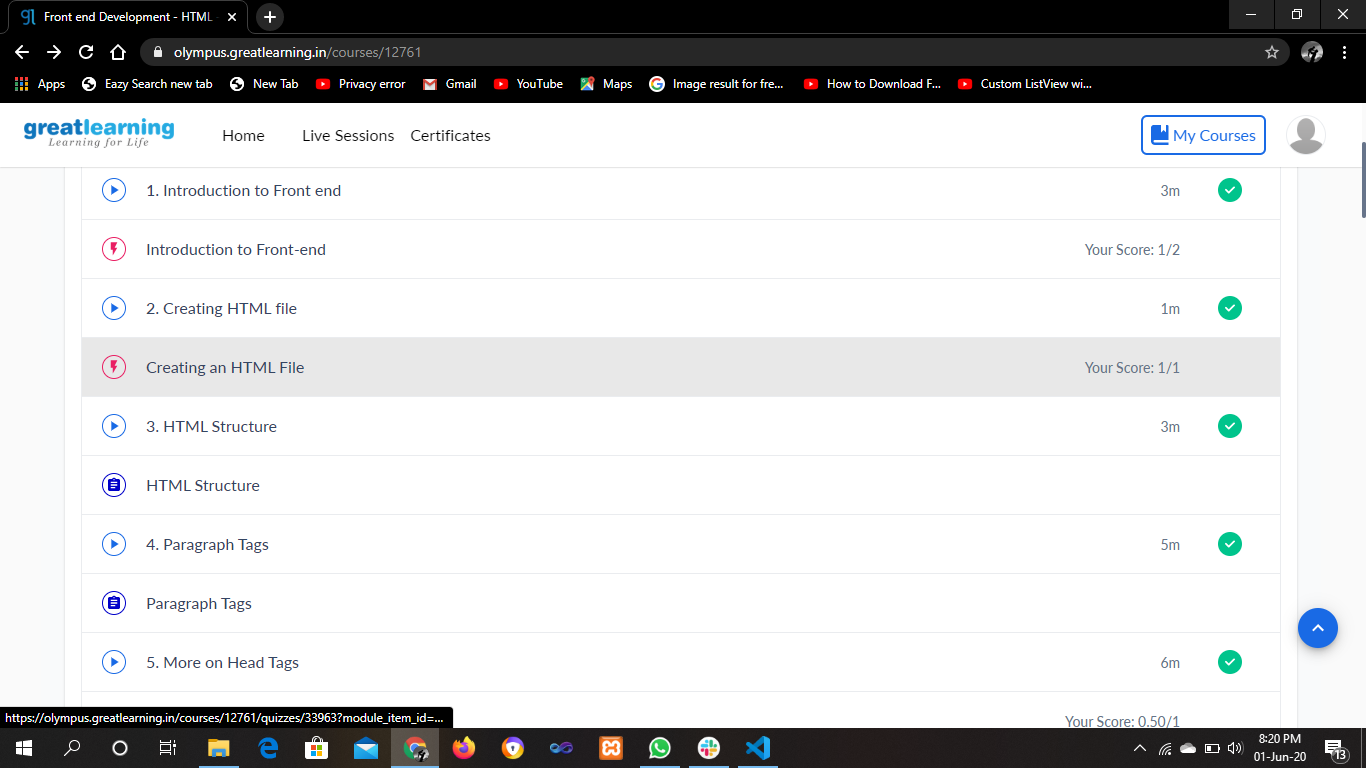 Front end Development - HTML
olympus.greatlearning.in/courses/12761
Apps Eazy Search new tab New Tab Privacy error Gmail YouTube Maps Image result for fre... How to Download F... Custom ListView wi...
greatlearning
Learning for Life
Home Live Sessions Certificates My Courses
1. Introduction to Front end 3m
Introduction to Front-end Your Score: 1/2
2. Creating HTML file 1m
Creating an HTML File Your Score: 1/1
3. HTML Structure 3m
HTML Structure
4. Paragraph Tags 5m
Paragraph Tags
5. More on Head Tags 6m
https://olympus.greatlearning.in/courses/12761/quizzes/33963?module_item_id=...
Your Score: 0.50/1
8:20 PM
01-Jun-20
13